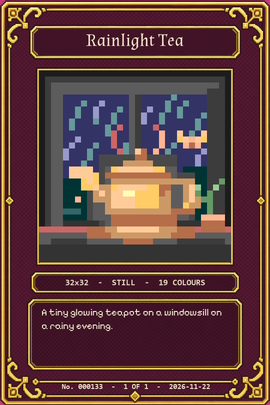 Rainlight Tea
32x32 - STILL - 19 COLOURS
A tiny glowing teapot on a windowsill on
a rainy evening.
No. 000133 - 1 OF 1 - 2026-11-22